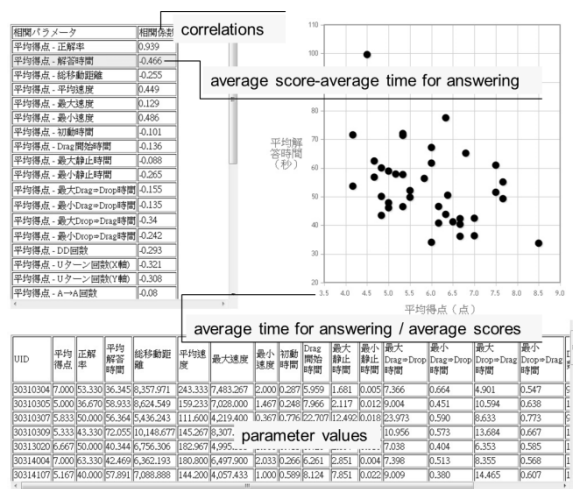 相関パラメータ 相関係数
correlations
平均得点 - 正解率 0.939
平均得点 - 解答時間 -0.466
平均得点 - 総移動距離 -0.255
平均得点 - 平均速度 0.449
平均得点 - 最大速度 0.129
平均得点 - 最小速度 0.486
平均得点 - 初動時間 -0.101
平均得点 - Drag開始時間 -0.136
平均得点 - 最大静止時間 -0.088
平均得点 - 最小静止時間 -0.265
平均得点 - 最大Drag⇒Drop時間 -0.155
平均得点 - 最小Drag⇒Drop時間 -0.135
平均得点 - 最大Drop⇒Drag時間 -0.34
平均得点 - 最小Drop⇒Drag時間 -0.242
平均得点 - DD回数 -0.293
平均得点 - Uターン回数(X軸) -0.321
平均得点 - Uターン回数(Y軸) -0.308
平均得点 - A→A回数 -0.08
average score-average time for answering
110
100
80
70
60
50
40
30
20
平均解
答時間
(秒)
3.5 4.0 4.5 5.0 5.5 6.0 6.5 7.0 7.5 8.0 8.5 9.0
平均得点(点)
average time for answering / average scores
UID 平均得点 正解率 平均解答時間 総移動距離 平均速度 最大速度 最小速度 初動時間 Drag開始時間 最大静止時間 最小静止時間 最大Drag⇒Drop時間 最小Drag⇒Drop時間 最大Drop⇒Drag時間 最小Drop⇒Drag時間
30310304 7.000 53.330 36.345 8,357.971 243.333 7,483.267 2.000 0.287 5.959 1.681 0.005 7.366 0.664 4.901 0.547
30310305 5.000 36.670 58.933 8,624.549 159.233 7,028.000 1.467 0.248 7.966 2.117 0.012 9.004 0.451 10.594 0.638
30310307 5.833 50.000 56.364 5,436.243 111.600 4,219.400 0.367 0.776 22.707 12.492 0.018 23.973 0.590 8.633 0.773
30310309 5.333 43.330 72.055 10,148.677 145.267 8,307. 10.956 0.573 13.684 0.667
parameter values
30313020 6.667 50.000 40.344 6,756.306 182.967 4,995. 7.038 0.404 6.353 0.585
30314004 7.000 63.330 42.469 6,362.193 180.800 6,497.900 2.033 0.266 6.261 2.851 0.004 7.398 0.513 8.355 0.568
30314107 5.167 40.000 57.891 7,088.888 144.200 4,057.433 1.000 0.589 8.124 7.851 0.022 9.009 0.380 14.465 0.607